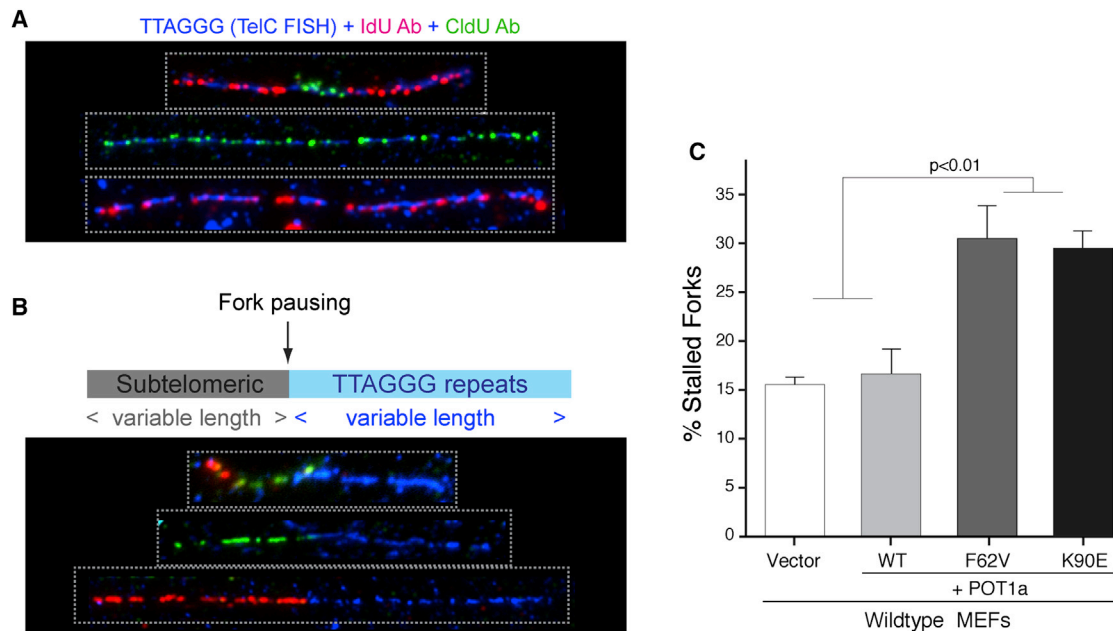 A
TTAGGG (TelC FISH) + IdU Ab + CldU Ab
B
Fork pausing
Subtelomeric
TTAGGG repeats
< variable length > < variable length >
C
p<0.01
% Stalled Forks
35
30
25
20
15
10
5
0
Vector WT F62V K90E
+ POT1a
Wildtype MEFs